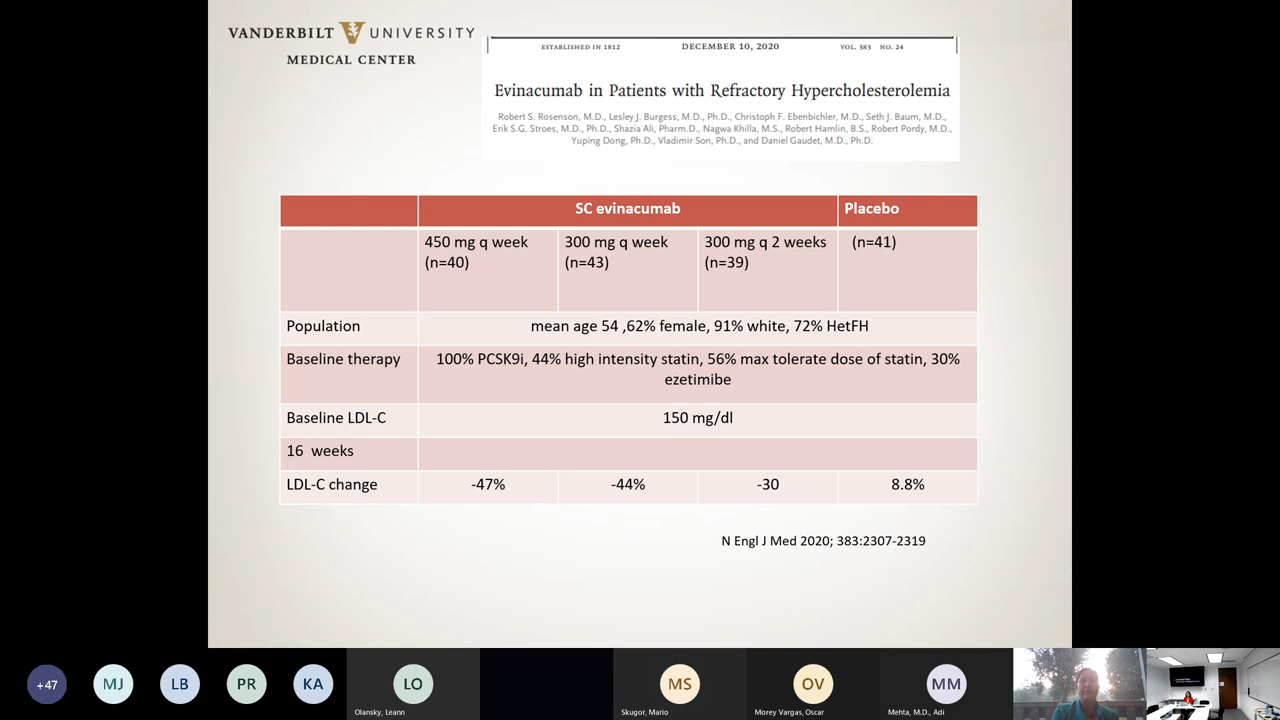 VANDERBILT UNIVERSITY
MEDICAL CENTER
ESTABLISHED IN 1812 DECEMBER 10, 2020 VOL. 383 NO. 24
Evinacumab in Patients with Refractory Hypercholesterolemia
Robert S. Rosenson, M.D., Lesley J. Burgess, M.D., Ph.D., Christoph F. Ebenbichler, M.D., Seth J. Baum, M.D.,
Erik S.G. Stroes, M.D., Ph.D., Shazia Ali, Pharm.D., Nagwa Khilla, M.S., Robert Hamlin, B.S., Robert Pordy, M.D.,
Yuping Dong, Ph.D., Vladimir Son, Ph.D., and Daniel Gaudet, M.D., Ph.D.
SC evinacumab Placebo
450 mg q week 300 mg q week 300 mg q 2 weeks (n=41)
(n=40) (n=43) (n=39)
Population mean age 54 ,62% female, 91% white, 72% HetFH
Baseline therapy 100% PCSK9i, 44% high intensity statin, 56% max tolerate dose of statin, 30%
ezetimibe
Baseline LDL-C 150 mg/dl
16 weeks
LDL-C change -47% -44% -30 8.8%
N Engl J Med 2020; 383:2307-2319
+47 MJ LB PR KA LO MS OV MM
Olansky, Leann Skugor, Mario Morey Vargas, Oscar Mehta, M.D., Adi